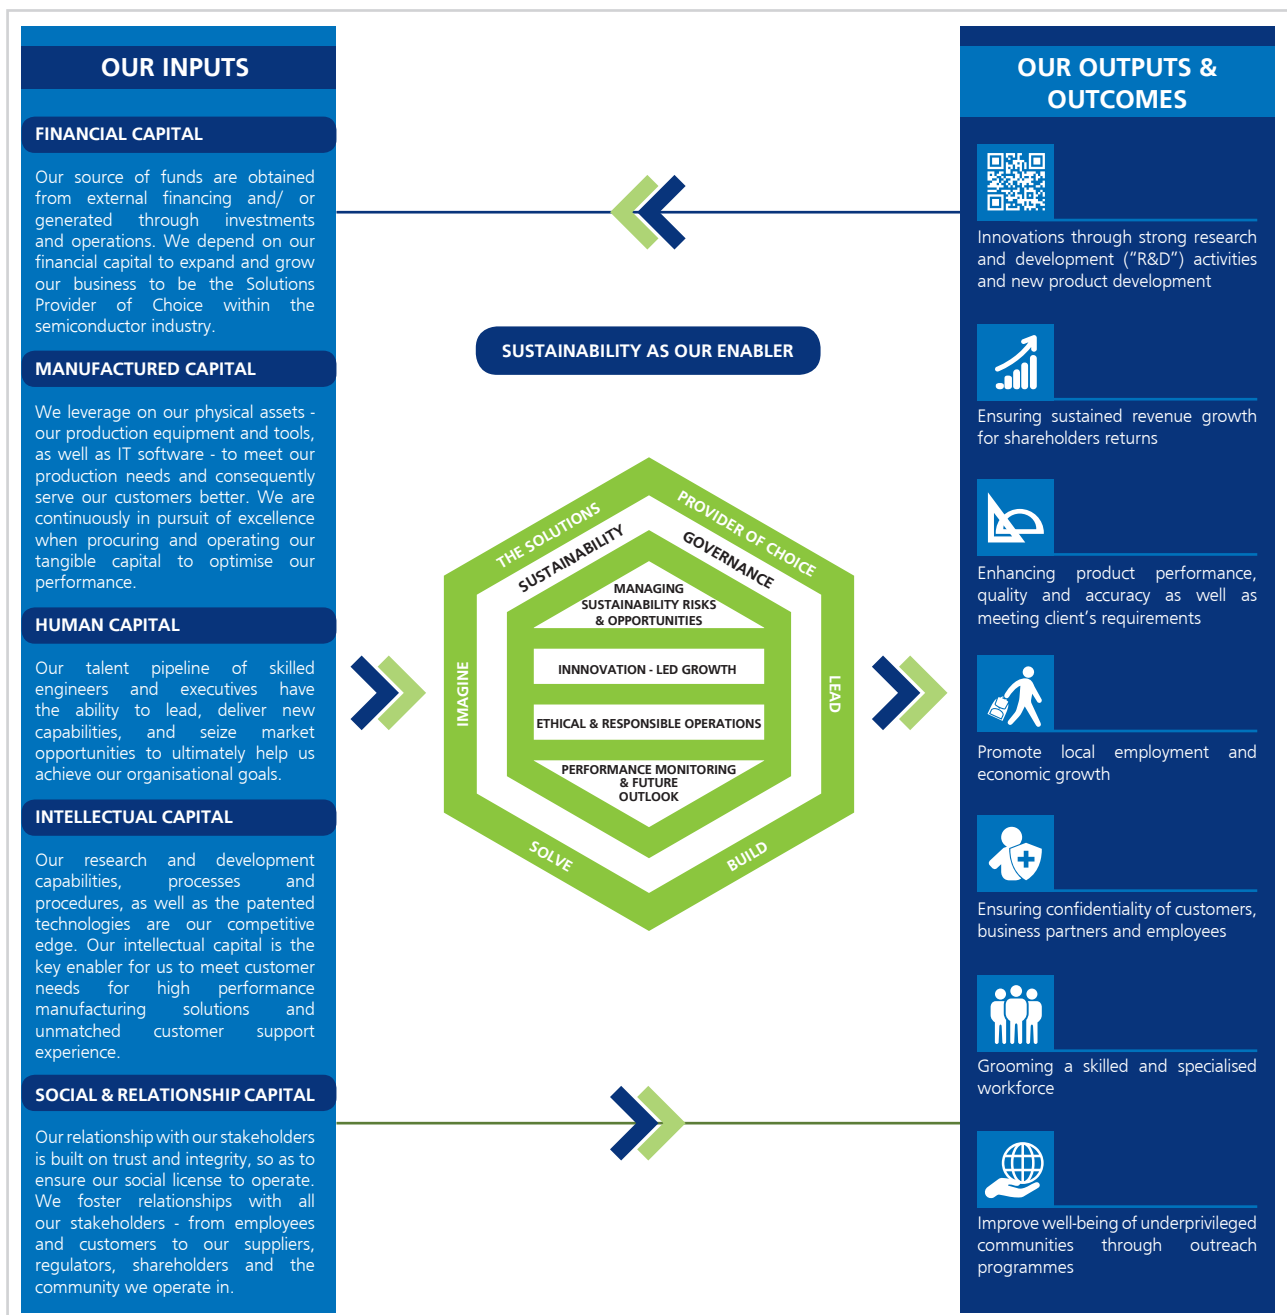 OUR INPUTS
FINANCIAL CAPITAL
Our source of funds are obtained
from external financing and/ or
generated through investments
and operations. We depend on our
financial capital to expand and grow
our business to be the Solutions
Provider of Choice within the
semiconductor industry.
MANUFACTURED CAPITAL
We leverage on our physical assets -
our production equipment and tools,
as well as IT software - to meet our
production needs and consequently
serve our customers better. We are
continuously in pursuit of excellence
when procuring and operating our
tangible capital to optimise our
performance.
HUMAN CAPITAL
Our talent pipeline of skilled
engineers and executives have
the ability to lead, deliver new
capabilities, and seize market
opportunities to ultimately help us
achieve our organisational goals.
INTELLECTUAL CAPITAL
Our research and development
capabilities, processes and
procedures, as well as the patented
technologies are our competitive
edge. Our intellectual capital is the
key enabler for us to meet customer
needs for high performance
manufacturing solutions and
unmatched customer support
experience.
SOCIAL & RELATIONSHIP CAPITAL
Our relationship with our stakeholders
is built on trust and integrity, so as to
ensure our social license to operate.
We foster relationships with all
our stakeholders - from employees
and customers to our suppliers,
regulators, shareholders and the
community we operate in.
SUSTAINABILITY AS OUR ENABLER
THE SOLUTIONS
PROVIDER OF CHOICE
SUSTAINABILITY
GOVERNANCE
MANAGING
SUSTAINABILITY RISKS
& OPPORTUNITIES
INNNOVATION - LED GROWTH
ETHICAL & RESPONSIBLE OPERATIONS
PERFORMANCE MONITORING
& FUTURE
OUTLOOK
IMAGINE
LEAD
SOLVE
BUILD
OUR OUTPUTS &
OUTCOMES
Innovations through strong research
and development (“R&D”) activities
and new product development
Ensuring sustained revenue growth
for shareholders returns
Enhancing product performance,
quality and accuracy as well as
meeting client’s requirements
Promote local employment and
economic growth
Ensuring confidentiality of customers,
business partners and employees
Grooming a skilled and specialised
workforce
Improve well-being of underprivileged
communities through outreach
programmes